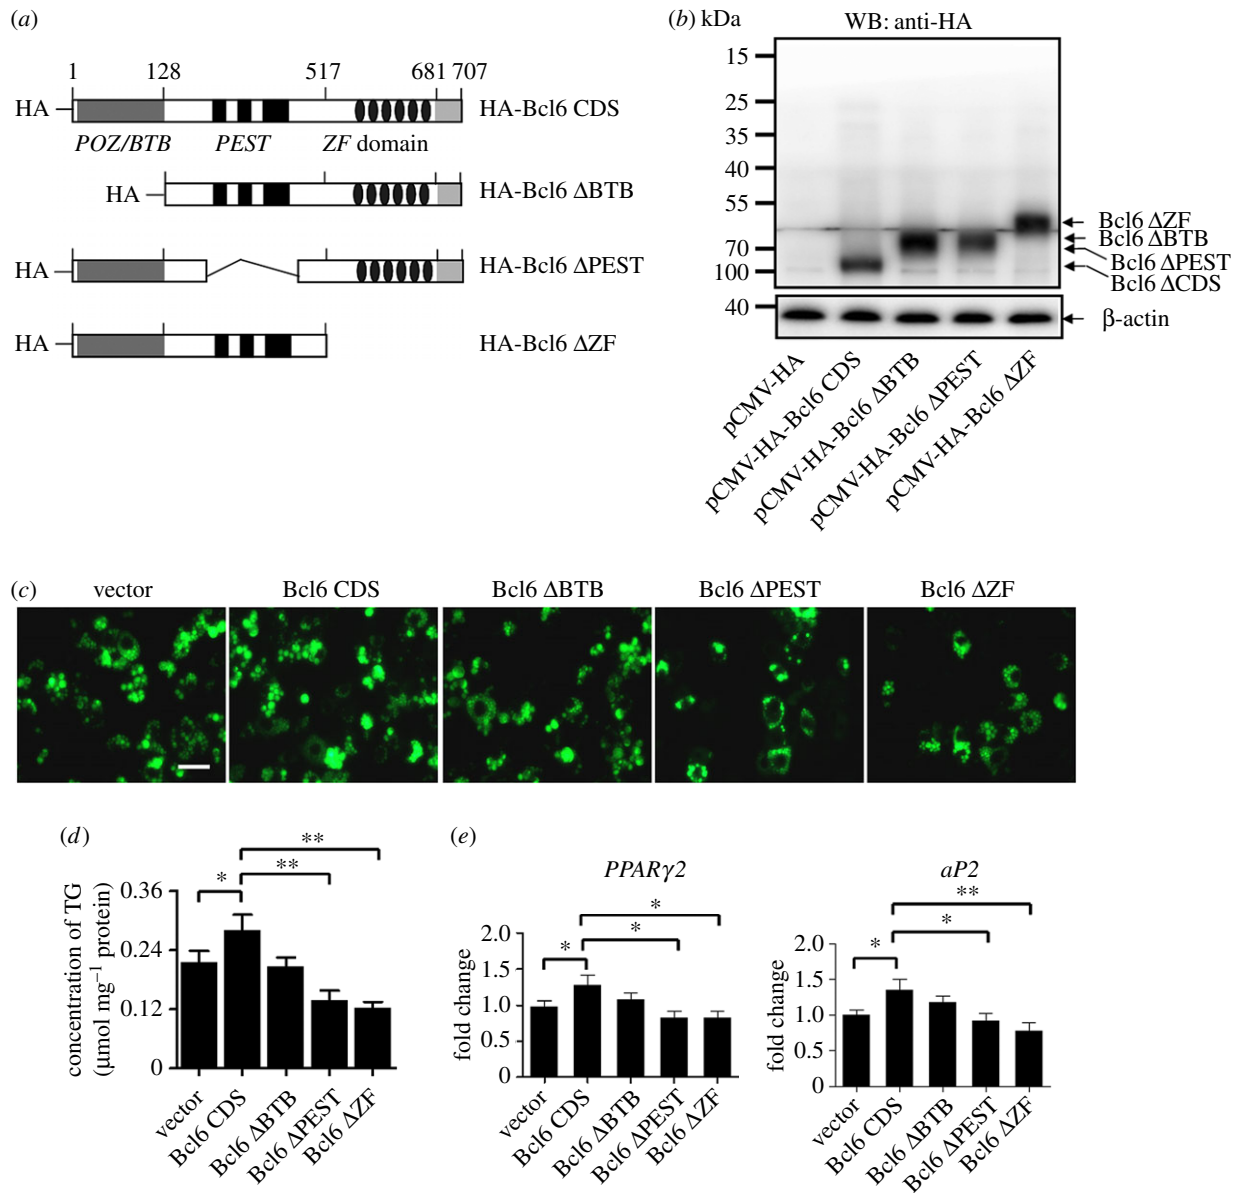 (a)
1 128 517 681 707
HA HA-Bcl6 CDS
POZ/BTB PEST ZF domain
HA HA-Bcl6 ΔBTB
HA HA-Bcl6 ΔPEST
HA HA-Bcl6 ΔZF
(b) kDa WB: anti-HA
15
25
35
40
55
70
100
Bcl6 ΔZF
Bcl6 ΔBTB
Bcl6 ΔPEST
Bcl6 ΔCDS
40 β-actin
pCMV-HA
pCMV-HA-Bcl6 CDS
pCMV-HA-Bcl6 ΔBTB
pCMV-HA-Bcl6 ΔPEST
pCMV-HA-Bcl6 ΔZF
(c) vector Bcl6 CDS Bcl6 ΔBTB Bcl6 ΔPEST Bcl6 ΔZF
(d)
concentration of TG
(μmol mg⁻¹ protein)
0.36
0.24
0.12
0
* ** **
vector
Bcl6 CDS
Bcl6 ΔBTB
Bcl6 ΔPEST
Bcl6 ΔZF
(e)
PPARγ2
fold change
2.0
1.5
1.0
0.5
0
* * *
vector
Bcl6 CDS
Bcl6 ΔBTB
Bcl6 ΔPEST
Bcl6 ΔZF
aP2
fold change
2.0
1.5
1.0
0.5
0
* * **
vector
Bcl6 CDS
Bcl6 ΔBTB
Bcl6 ΔPEST
Bcl6 ΔZF